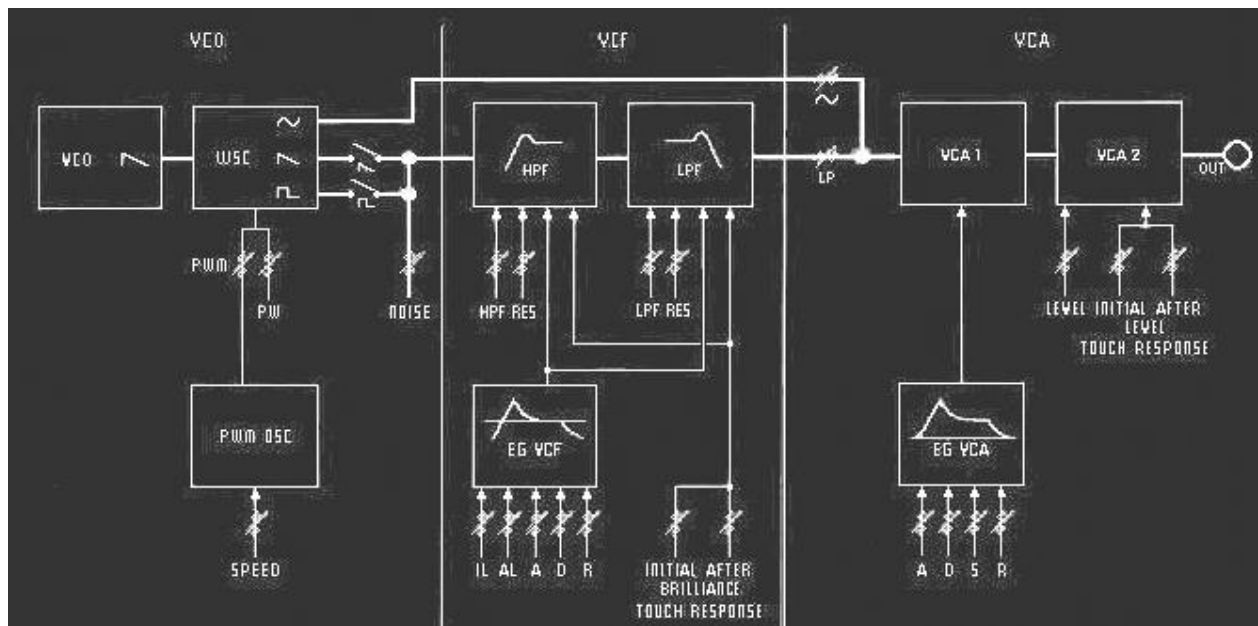 VCO
VCF
VCA
VCO
WSC
HPF
LPF
LP
VCA 1
VCA 2
OUT
PWM
PW
NOISE
HPF RES
LPF RES
LEVEL INITIAL AFTER
LEVEL
TOUCH RESPONSE
PWM OSC
EG VCF
EG VCA
SPEED
IL AL A D R
INITIAL AFTER
BRILLIANCE
TOUCH RESPONSE
A D S R